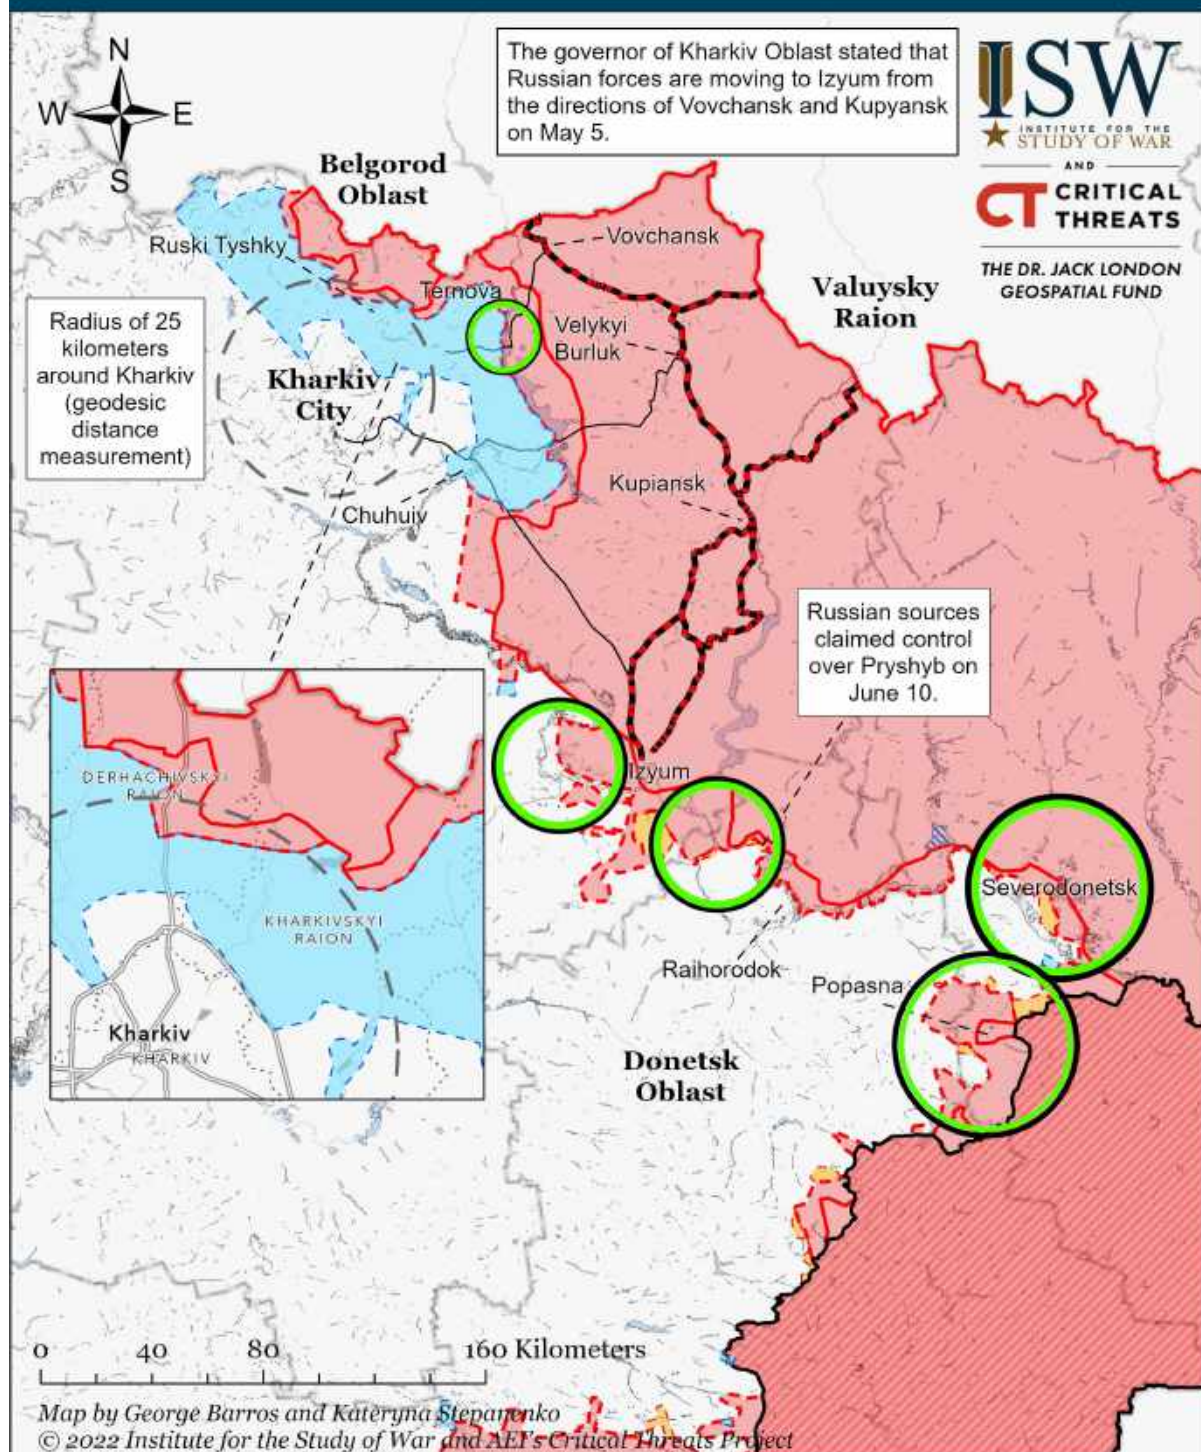 N
W
E
S
The governor of Kharkiv Oblast stated that
Russian forces are moving to Izyum from
the directions of Vovchansk and Kupyansk
on May 5.
ISW
INSTITUTE FOR THE
STUDY OF WAR
AND
CT CRITICAL
THREATS
THE DR. JACK LONDON
GEOSPATIAL FUND
Belgorod
Oblast
Ruski Tyshky
Vovchansk
Ternova
Valuysky
Raion
Velykyi
Burluk
Radius of 25
kilometers
around Kharkiv
(geodesic
distance
measurement)
Kharkiv
City
Kupiansk
Chuhuiv
Russian sources
claimed control
over Pryshyb on
June 10.
Izyum
DERHACHIVSKYI
RAION
KHARKIVSKYI
RAION
Kharkiv
KHARKIV
Severodonetsk
Raihorodok
Popasna
Donetsk
Oblast
0 40 80 160 Kilometers
Map by George Barros and Kateryna Stepanenko
© 2022 Institute for the Study of War and AEI's Critical Threats Project